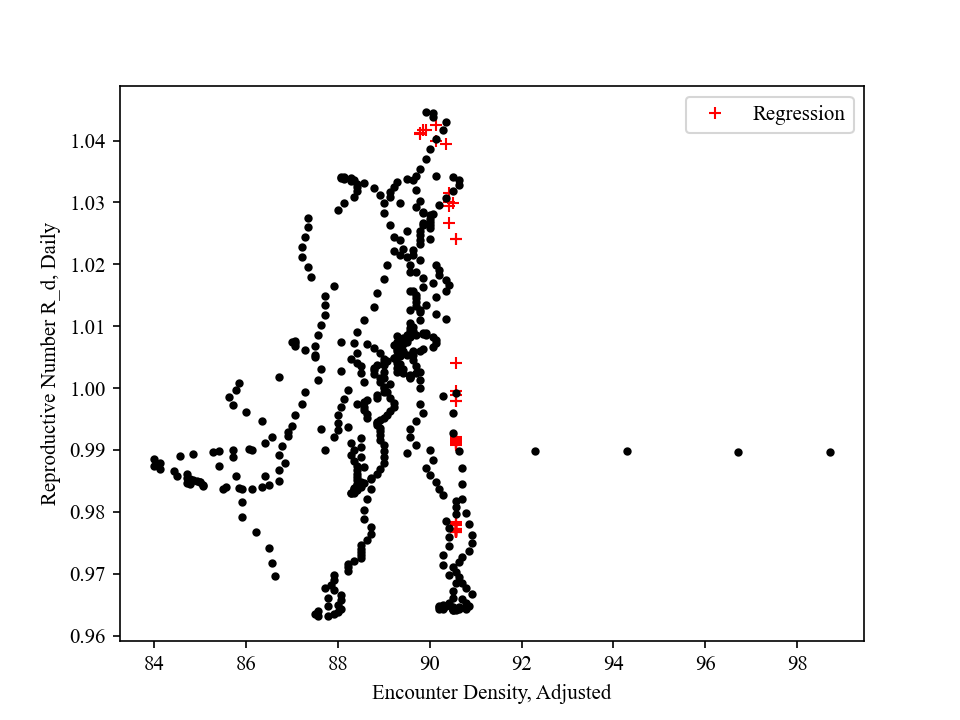 Regression
1.04
1.03
1.02
1.01
1.00
0.99
0.98
0.97
0.96
Reproductive Number R_d, Daily
84 86 88 90 92 94 96 98
Encounter Density, Adjusted